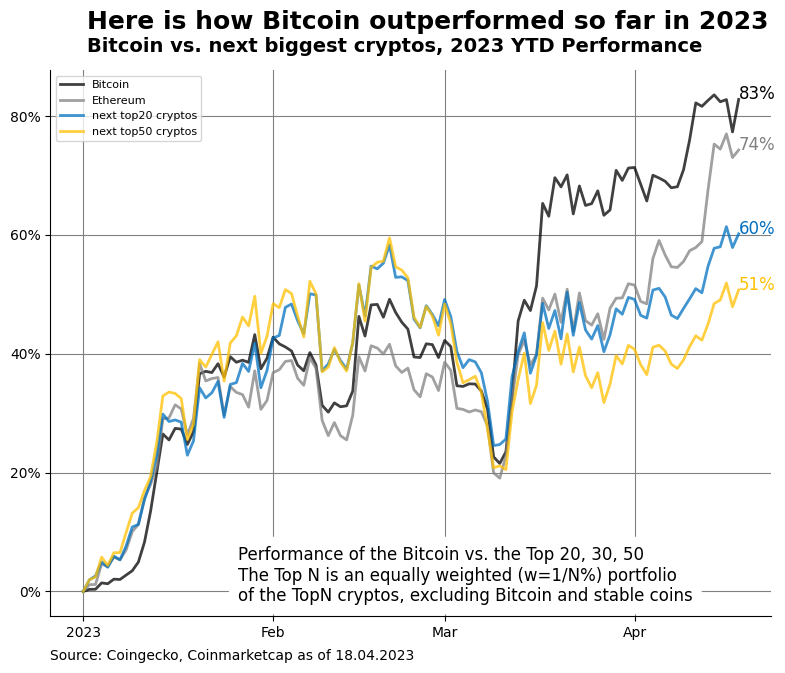 Here is how Bitcoin outperformed so far in 2023
Bitcoin vs. next biggest cryptos, 2023 YTD Performance
Bitcoin
Ethereum
next top20 cryptos
next top50 cryptos
83%
80%
74%
60%
60%
51%
40%
20%
0%
Performance of the Bitcoin vs. the Top 20, 30, 50
The Top N is an equally weighted (w=1/N%) portfolio
of the TopN cryptos, excluding Bitcoin and stable coins
2023 Feb Mar Apr
Source: Coingecko, Coinmarketcap as of 18.04.2023